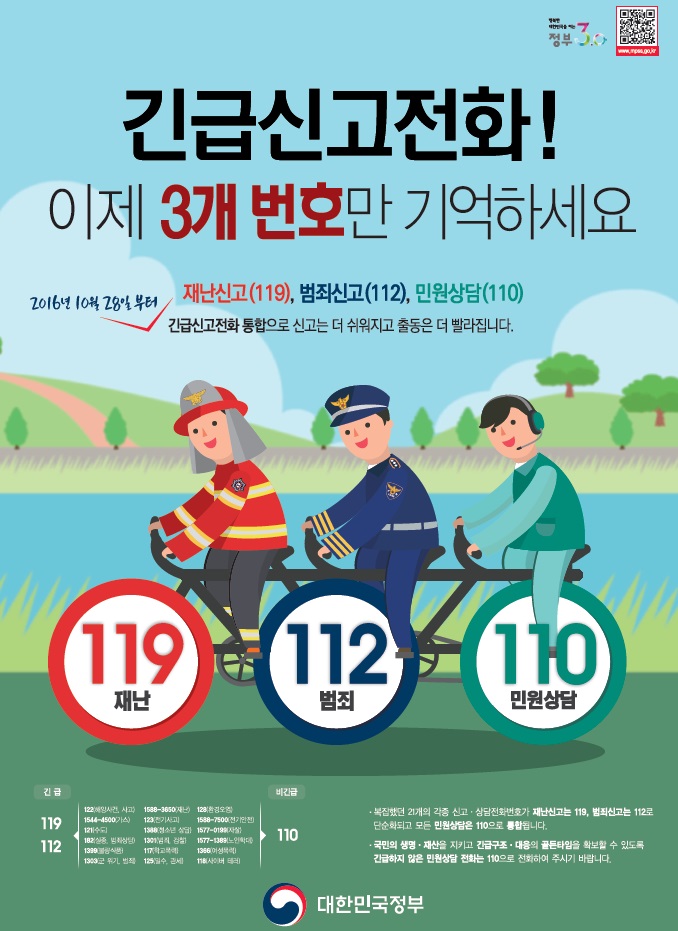 행복한
대한민국을 여는
정부3.0
www.mpss.go.kr
긴급신고전화!
이제 3개 번호만 기억하세요
2016년 10월 28일부터
재난신고(119), 범죄신고(112), 민원상담(110)
긴급신고전화 통합으로 신고는 더 쉬워지고 출동은 더 빨라집니다.
119
재난
112
범죄
110
민원상담
긴 급
119
112
122(해양사건, 사고) 1588-3650(재난) 128(환경오염)
1544-4500(가스) 123(전기사고) 1588-7500(전기안전)
121(수도) 1388(청소년 상담) 1577-0199(자살)
182(실종, 범죄상담) 1301(범죄, 검찰) 1577-1389(노인학대)
1399(불량식품) 117(학교폭력) 1366(여성폭력)
1303(군 위기, 범죄) 125(밀수, 관세) 118(사이버 테러)
비긴급
110
· 복잡했던 21개의 각종 신고 · 상담전화번호가 재난신고는 119, 범죄신고는 112로
단순화되고 모든 민원상담은 110으로 통합됩니다.
· 국민의 생명 · 재산을 지키고 긴급구조 · 대응의 골든타임을 확보할 수 있도록
긴급하지 않은 민원상담 전화는 110으로 전화하여 주시기 바랍니다.
대한민국정부